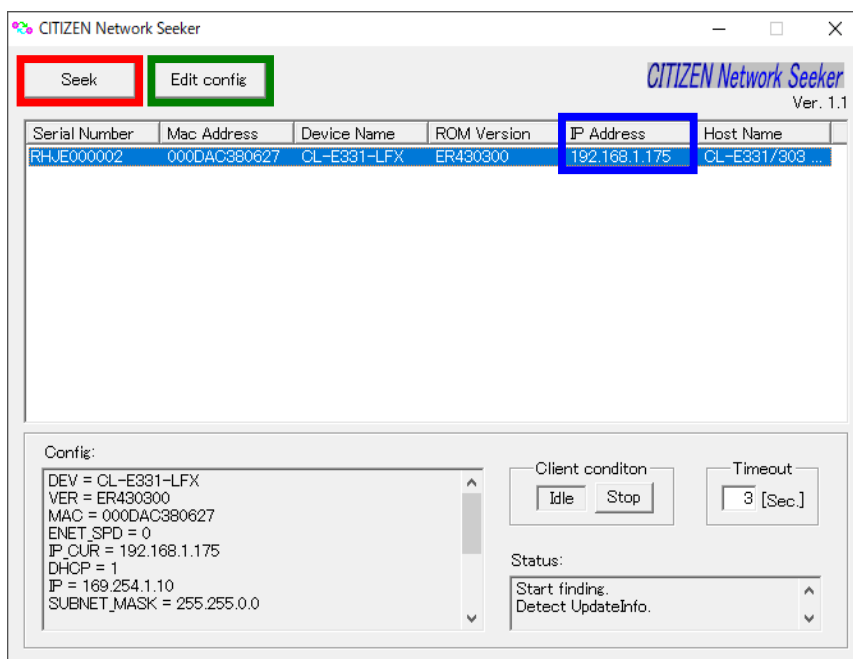 CITIZEN Network Seeker
Seek
Edit config
CITIZEN Network Seeker
Ver. 1.1
Serial Number Mac Address Device Name ROM Version IP Address Host Name
RHJE000002 000DAC380627 CL-E331-LFX ER430300 192.168.1.175 CL-E331/303 ...
Config:
DEV = CL-E331-LFX
VER = ER430300
MAC = 000DAC380627
ENET_SPD = 0
IP_CUR = 192.168.1.175
DHCP = 1
IP = 169.254.1.10
SUBNET_MASK = 255.255.0.0
Client conditon
Idle Stop
Timeout
3 [Sec.]
Status:
Start finding.
Detect UpdateInfo.